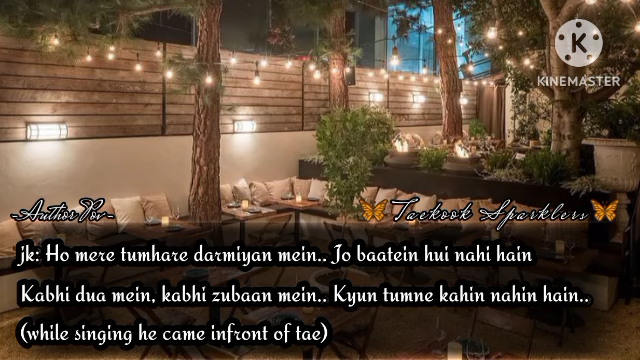 KINEMASTER
-Author Pov-
🦋Taekook Sparklers🦋
jk: Ho mere tumhare darmiyan mein.. Jo baatein hui nahi hain
Kabhi dua mein, kabhi zubaan mein.. Kyun tumne kahin nahin hain..
(while singing he came infront of tae)